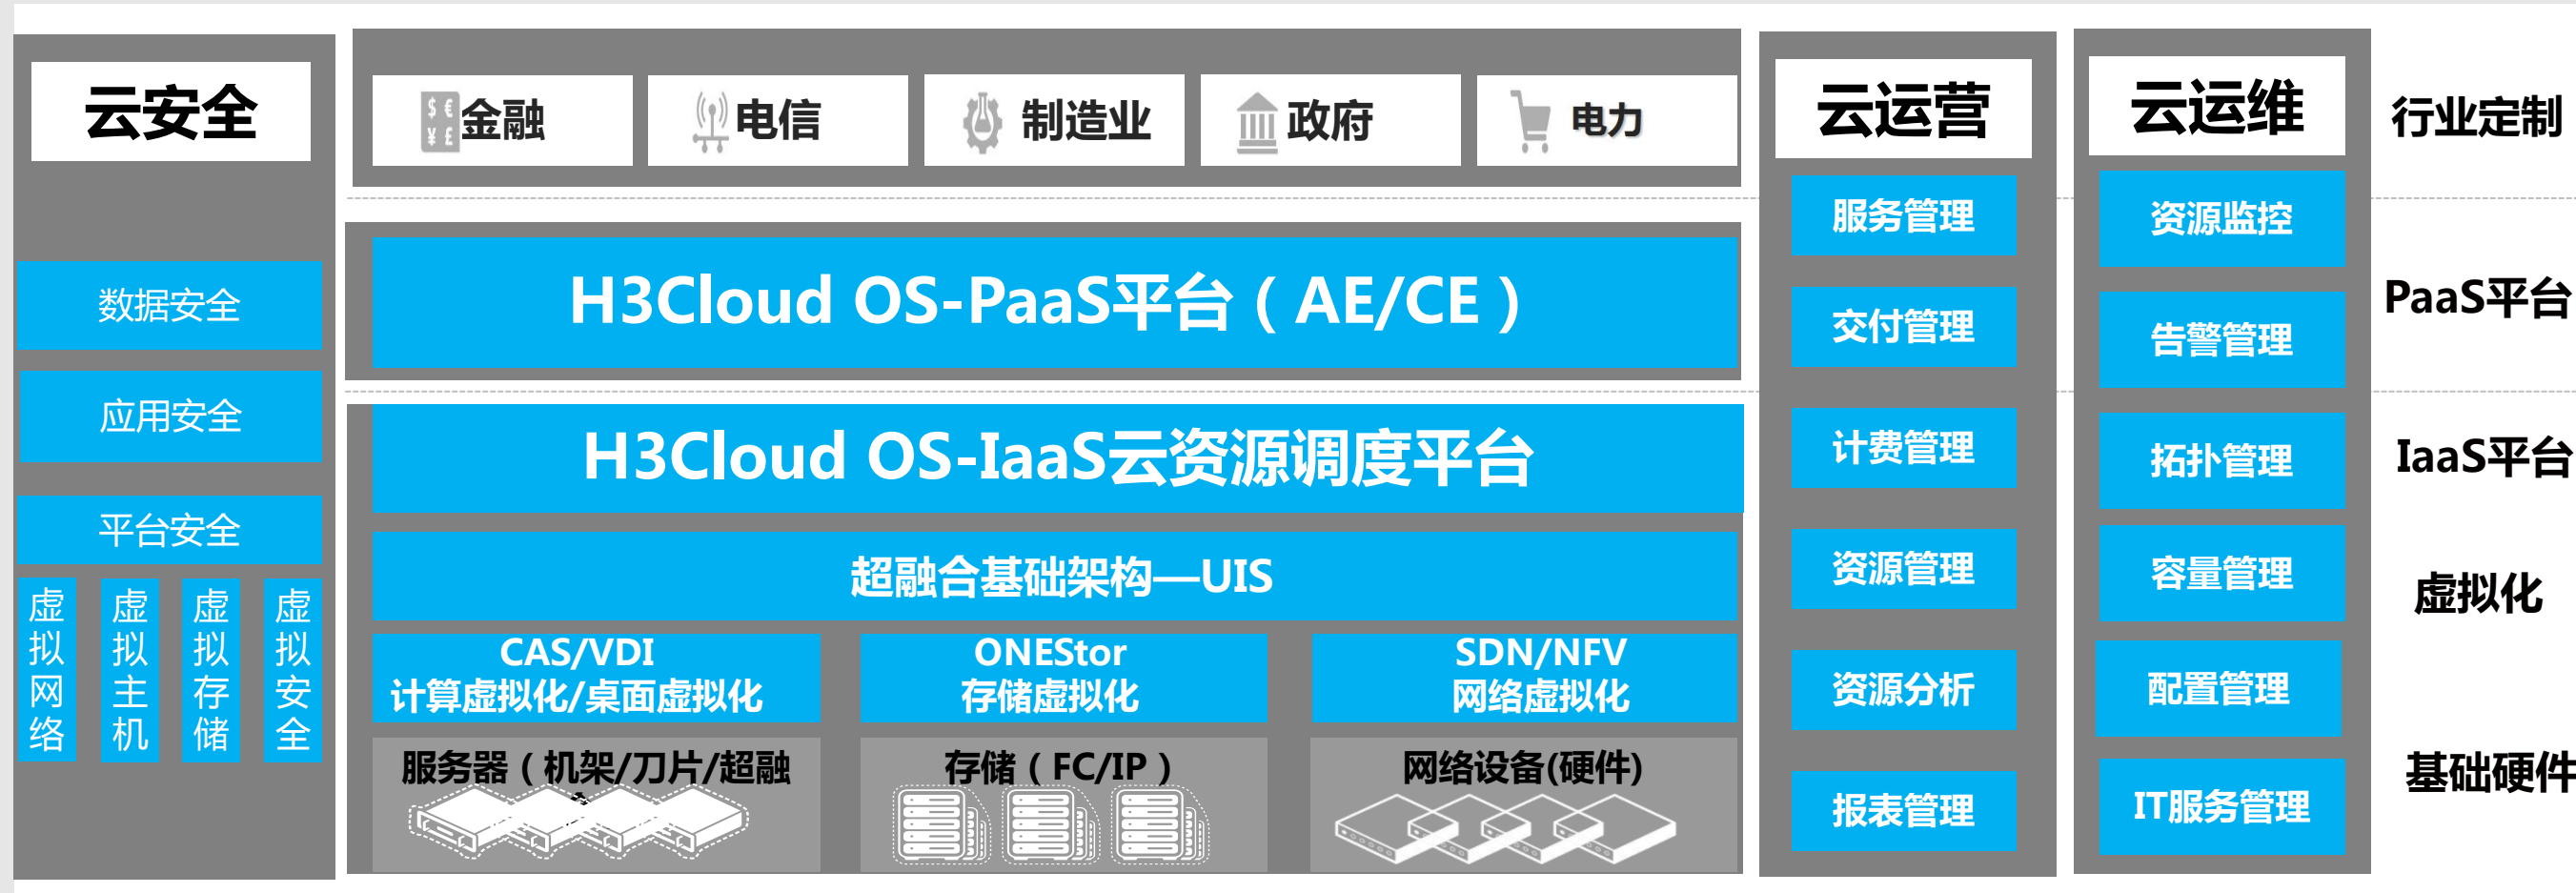 云安全
数据安全
应用安全
平台安全
虚拟网络
虚拟主机
虚拟存储
虚拟安全
$ €
¥ £
金融
电信
制造业
政府
电力
H3Cloud OS-PaaS平台（AE/CE）
H3Cloud OS-IaaS云资源调度平台
超融合基础架构—UIS
CAS/VDI
计算虚拟化/桌面虚拟化
ONEStor
存储虚拟化
SDN/NFV
网络虚拟化
服务器（机架/刀片/超融
存储（FC/IP）
网络设备(硬件)
云运营
服务管理
交付管理
计费管理
资源管理
资源分析
报表管理
云运维
资源监控
告警管理
拓扑管理
容量管理
配置管理
IT服务管理
行业定制
PaaS平台
IaaS平台
虚拟化
基础硬件